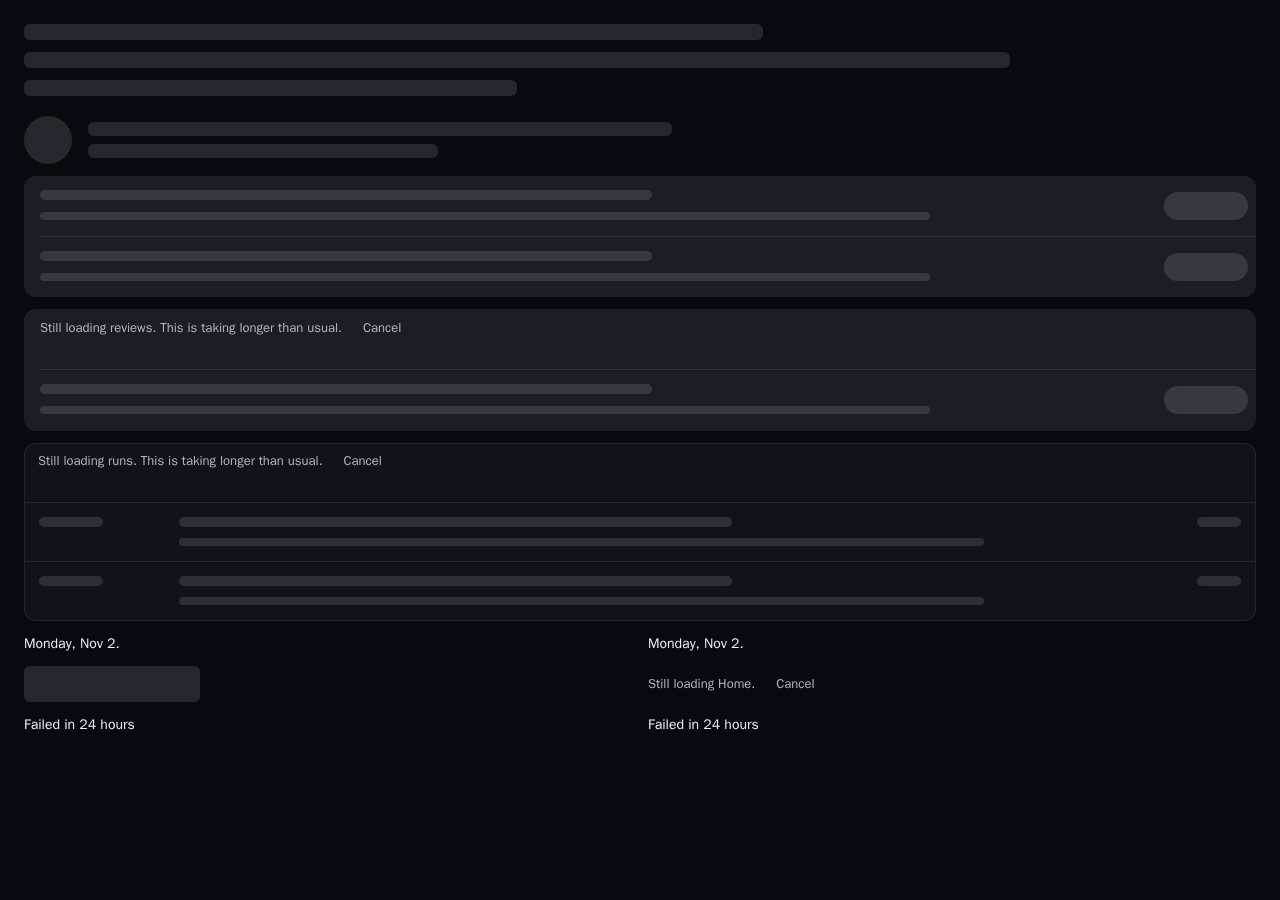 Still loading reviews. This is taking longer than usual. Cancel
Still loading runs. This is taking longer than usual. Cancel
Monday, Nov 2.
Monday, Nov 2.
Still loading Home. Cancel
Failed in 24 hours
Failed in 24 hours